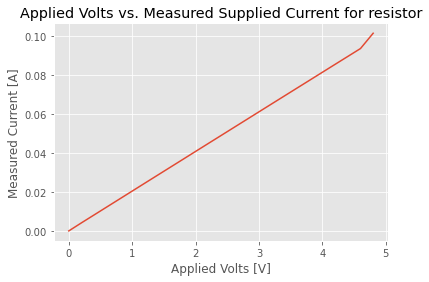 Applied Volts vs. Measured Supplied Current for resistor
0.10
0.08
0.06
0.04
0.02
0.00
Measured Current [A]
0 1 2 3 4 5
Applied Volts [V]